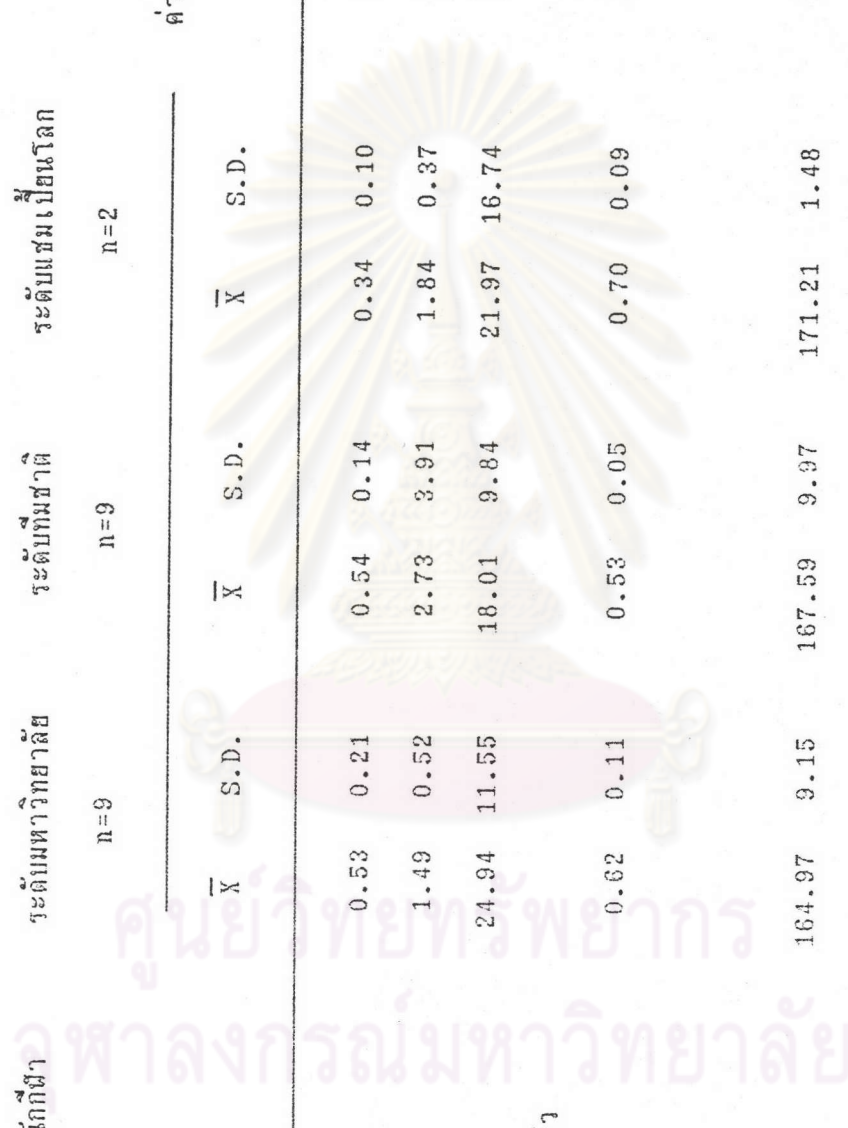 ระดับมหาวิทยาลัย ระดับทีมชาติ ระดับแชมเปี้ยนโลก
n=9 n=9 n=2
X̄ S.D. X̄ S.D. X̄ S.D.
0.53 0.21 0.54 0.14 0.34 0.10
1.49 0.52 2.73 3.91 1.84 0.37
24.94 11.55 18.01 9.84 21.97 16.74
0.62 0.11 0.53 0.05 0.70 0.09
164.97 9.15 167.59 9.97 171.21 1.48
ศูนย์วิทยทรัพยากร
จุฬาลงกรณ์มหาวิทยาลัย